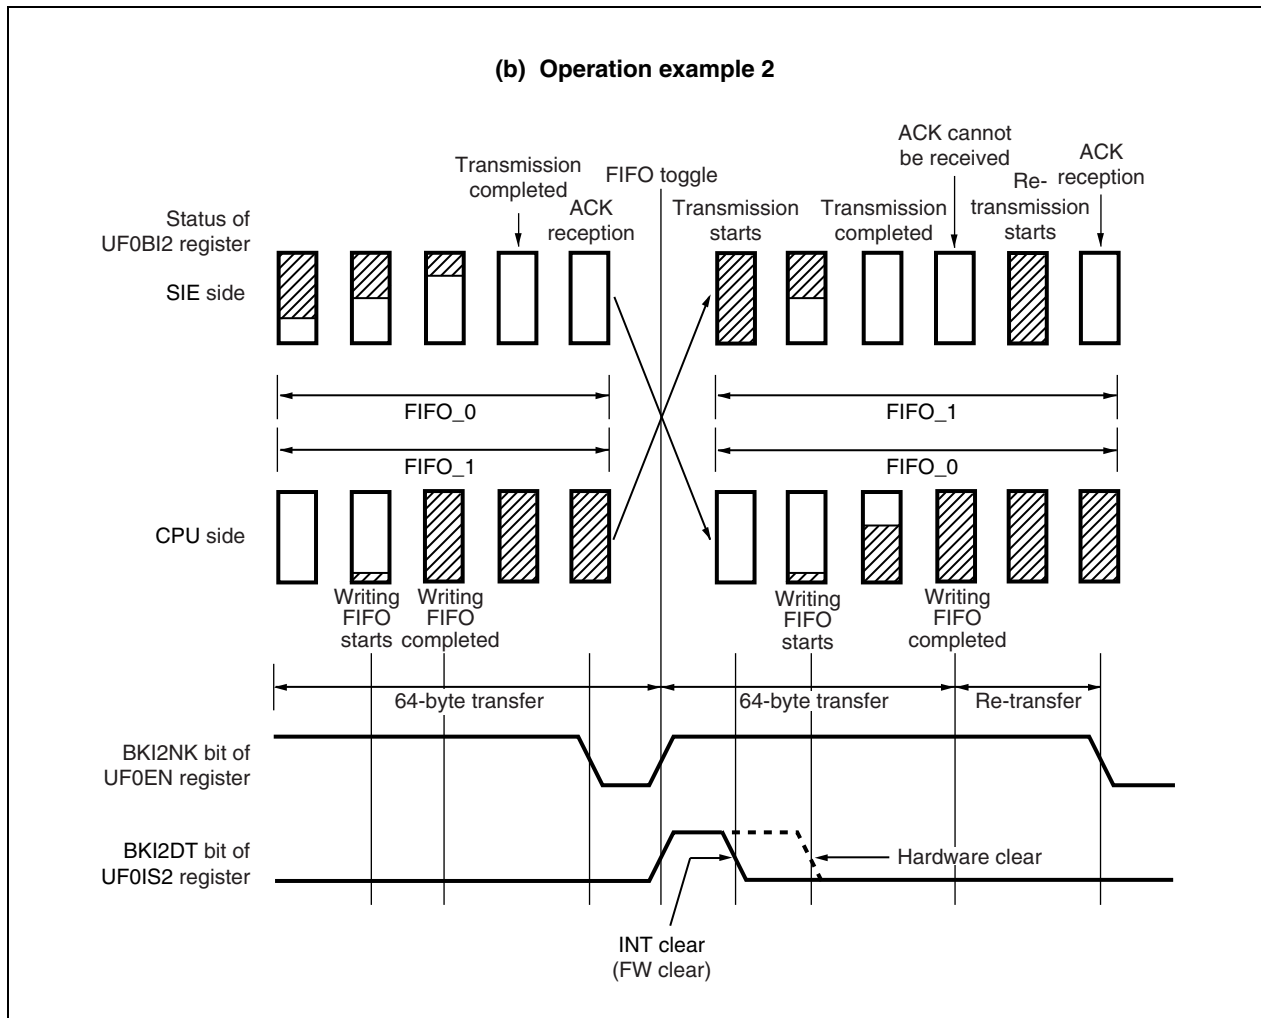 (b) Operation example 2
ACK cannot
be received
ACK
reception
Transmission
completed
FIFO toggle
Re-
transmission
starts
Status of
UF0BI2 register
ACK
reception
Transmission
starts
Transmission
completed
SIE side
FIFO_0
FIFO_1
FIFO_1
FIFO_0
CPU side
Writing
FIFO
starts
Writing
FIFO
completed
Writing
FIFO
starts
Writing
FIFO
completed
64-byte transfer
64-byte transfer
Re-transfer
BKI2NK bit of
UF0EN register
BKI2DT bit of
UF0IS2 register
Hardware clear
INT clear
(FW clear)